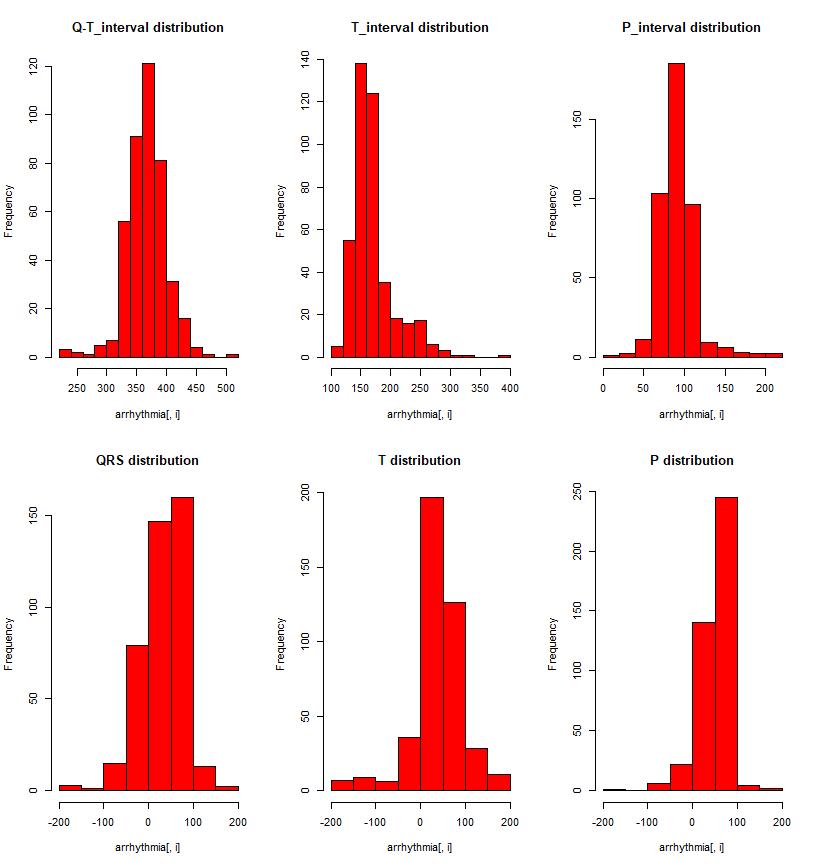 Q-T_interval distribution
Frequency
0 20 40 60 80 100 120
250 300 350 400 450 500
arrhythmia[, i]
T_interval distribution
Frequency
0 20 40 60 80 100 120 140
100 150 200 250 300 350 400
arrhythmia[, i]
P_interval distribution
Frequency
0 50 100 150
0 50 100 150 200
arrhythmia[, i]
QRS distribution
Frequency
0 50 100 150
-200 -100 0 100 200
arrhythmia[, i]
T distribution
Frequency
0 50 100 150 200
-200 -100 0 100 200
arrhythmia[, i]
P distribution
Frequency
0 50 100 150 200 250
-200 -100 0 100 200
arrhythmia[, i]